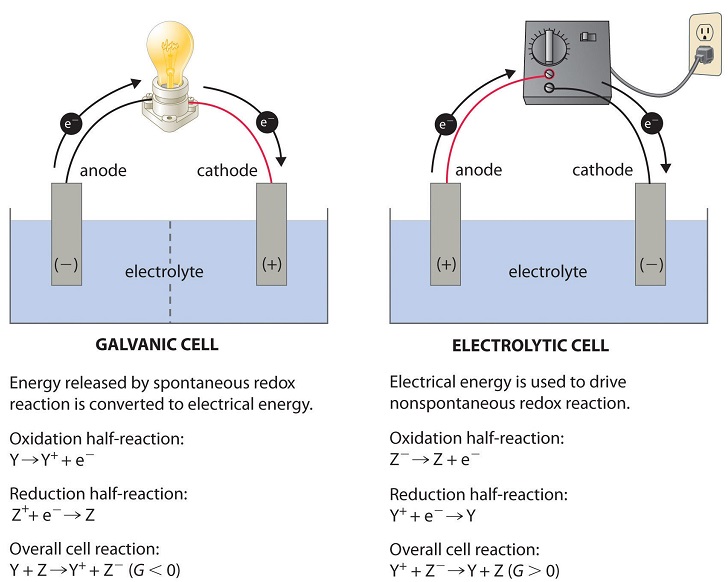 e⁻
e⁻
anode
cathode
(−)
electrolyte
(+)
GALVANIC CELL
Energy released by spontaneous redox
reaction is converted to electrical energy.
Oxidation half-reaction:
Y→Y⁺ + e⁻
Reduction half-reaction:
Z⁺+ e⁻→ Z
Overall cell reaction:
Y + Z→Y⁺ + Z⁻ (G < 0)
e⁻
e⁻
anode
cathode
(+)
electrolyte
(−)
ELECTROLYTIC CELL
Electrical energy is used to drive
nonspontaneous redox reaction.
Oxidation half-reaction:
Z⁻→ Z + e⁻
Reduction half-reaction:
Y⁺ + e⁻→Y
Overall cell reaction:
Y⁺ + Z⁻→Y + Z (G > 0)